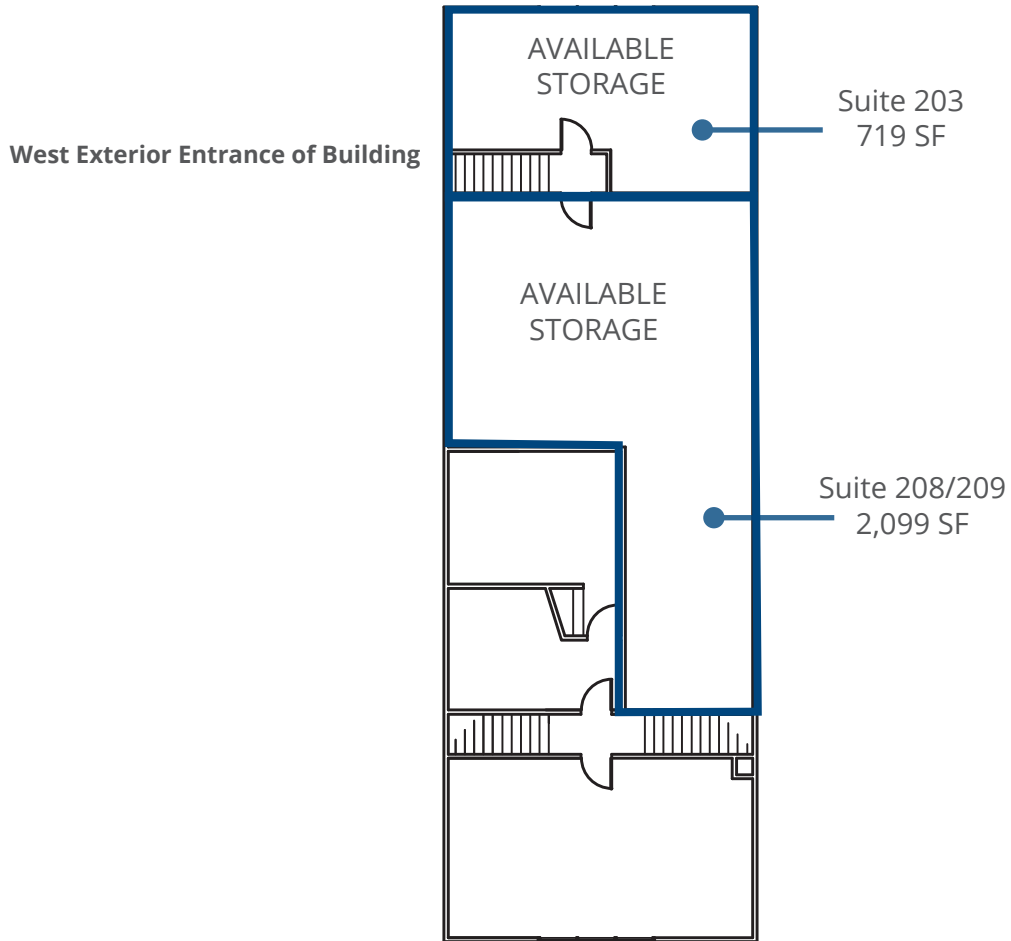 AVAILABLE
STORAGE
Suite 203
719 SF
West Exterior Entrance of Building
AVAILABLE
STORAGE
Suite 208/209
2,099 SF